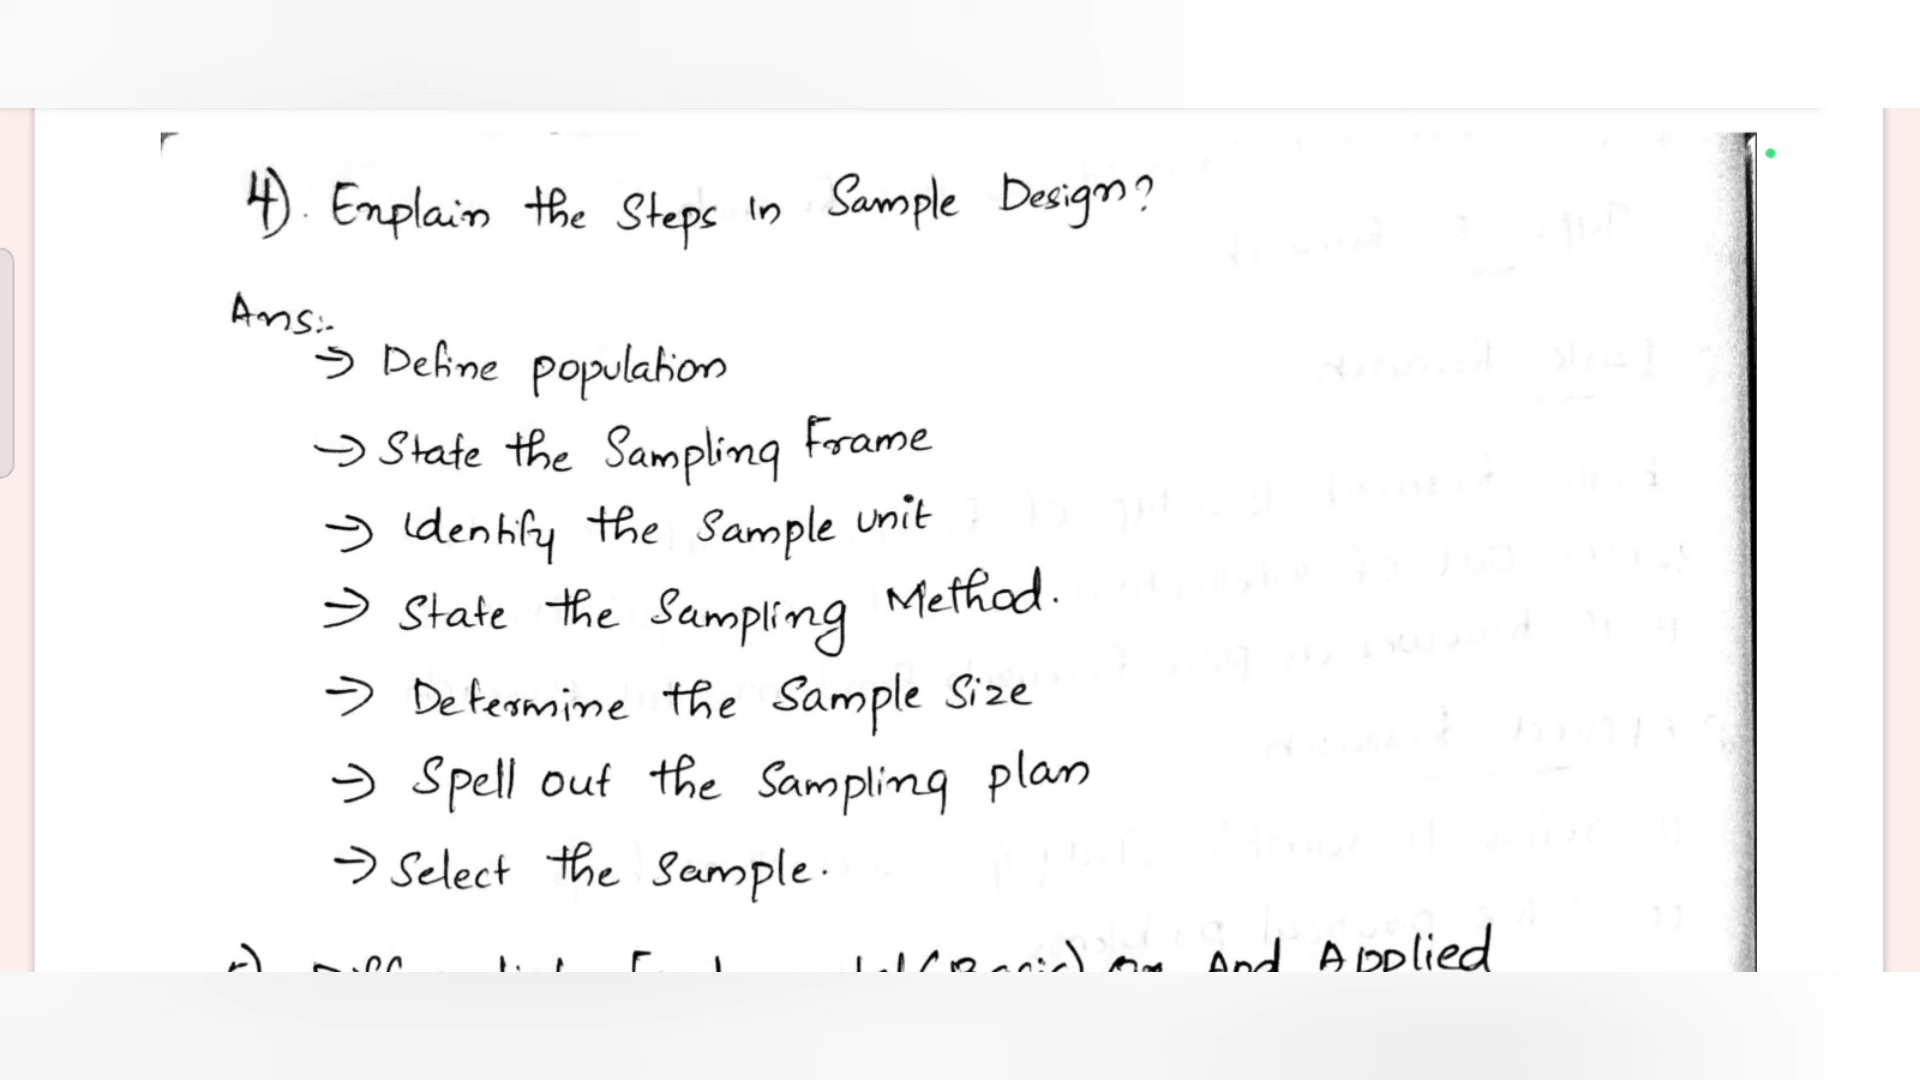 4). Explain the Steps in Sample Design?
Ans:-
→ Define population
→ State the Sampling Frame
→ Identify the Sample unit
→ State the Sampling Method.
→ Determine the Sample Size
→ Spell out the Sampling plan
→ Select the Sample.
And Applied